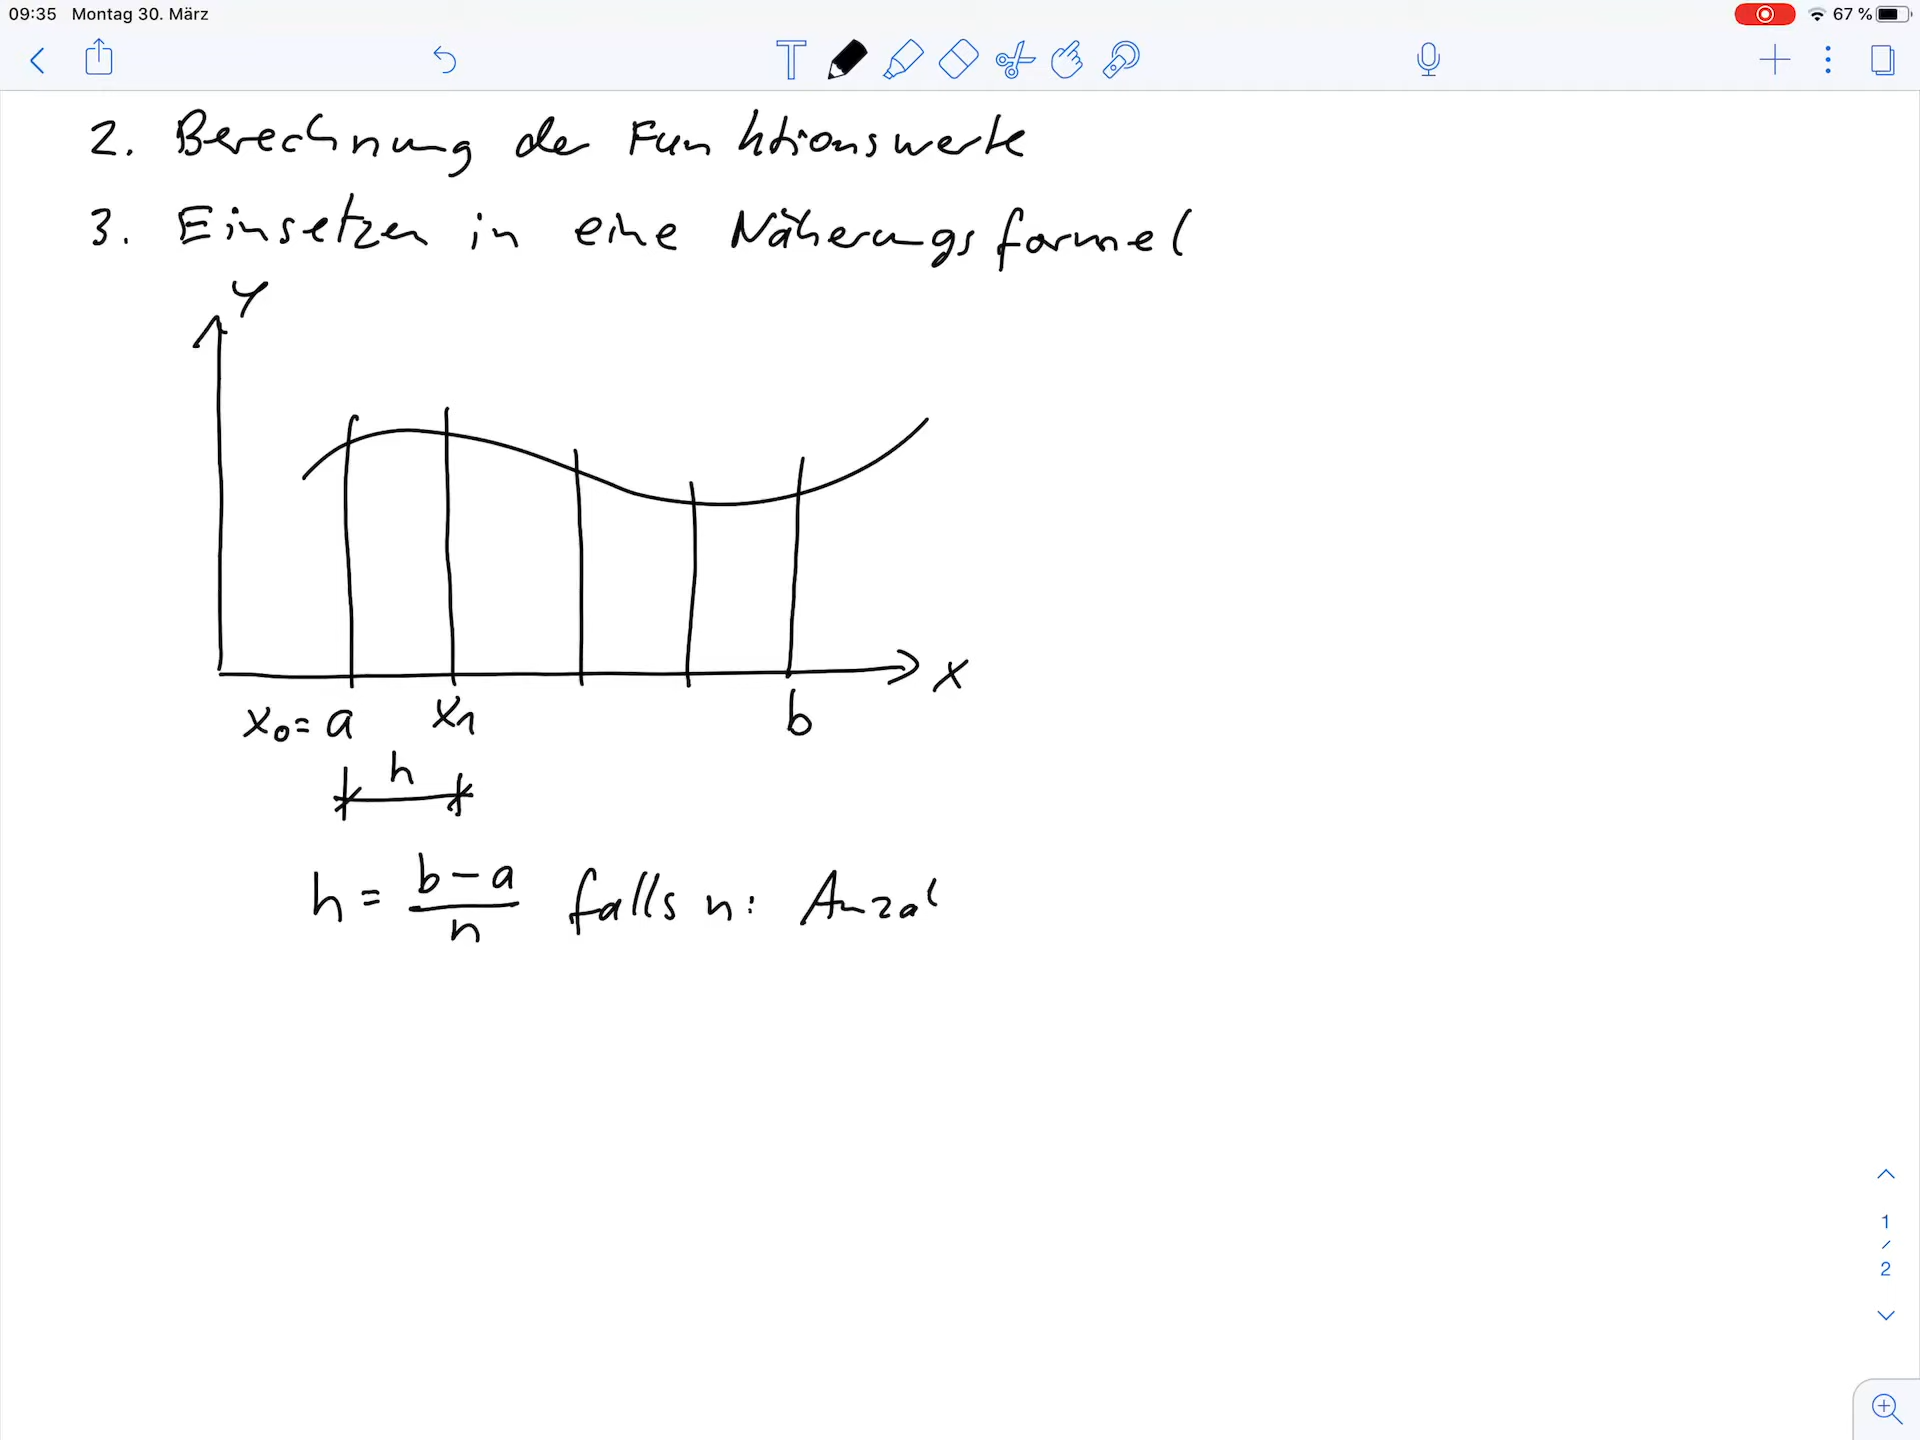 09:35 Montag 30. März 67 %
2. Berechnung der Funktionswerte
3. Einsetzen in eine Näherungsformel
y
x
x₀= a x₁ b
h
h = b-a/n falls n: Anzal
1
/
2